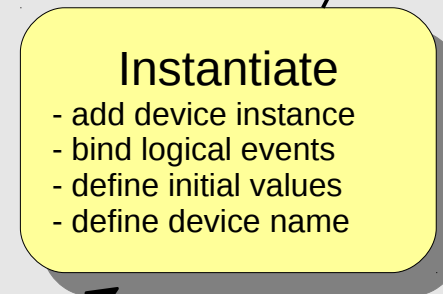 Instantiate
- add device instance
- bind logical events
- define initial values
- define device name